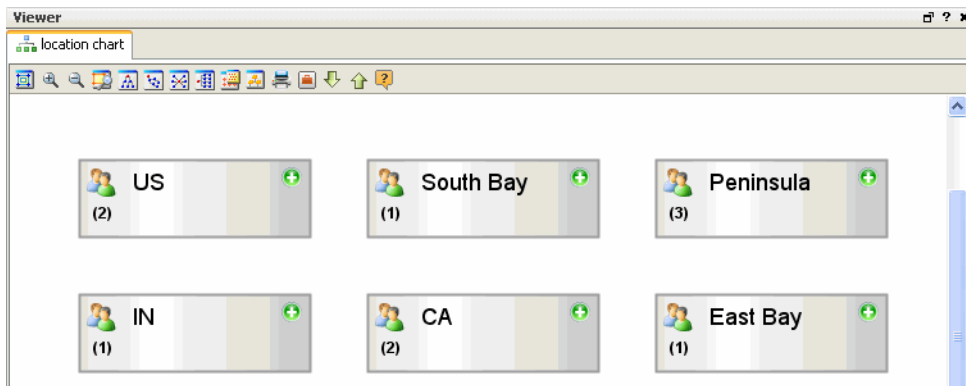 Viewer
location chart
US
(2)
South Bay
(1)
Peninsula
(3)
IN
(1)
CA
(2)
East Bay
(1)